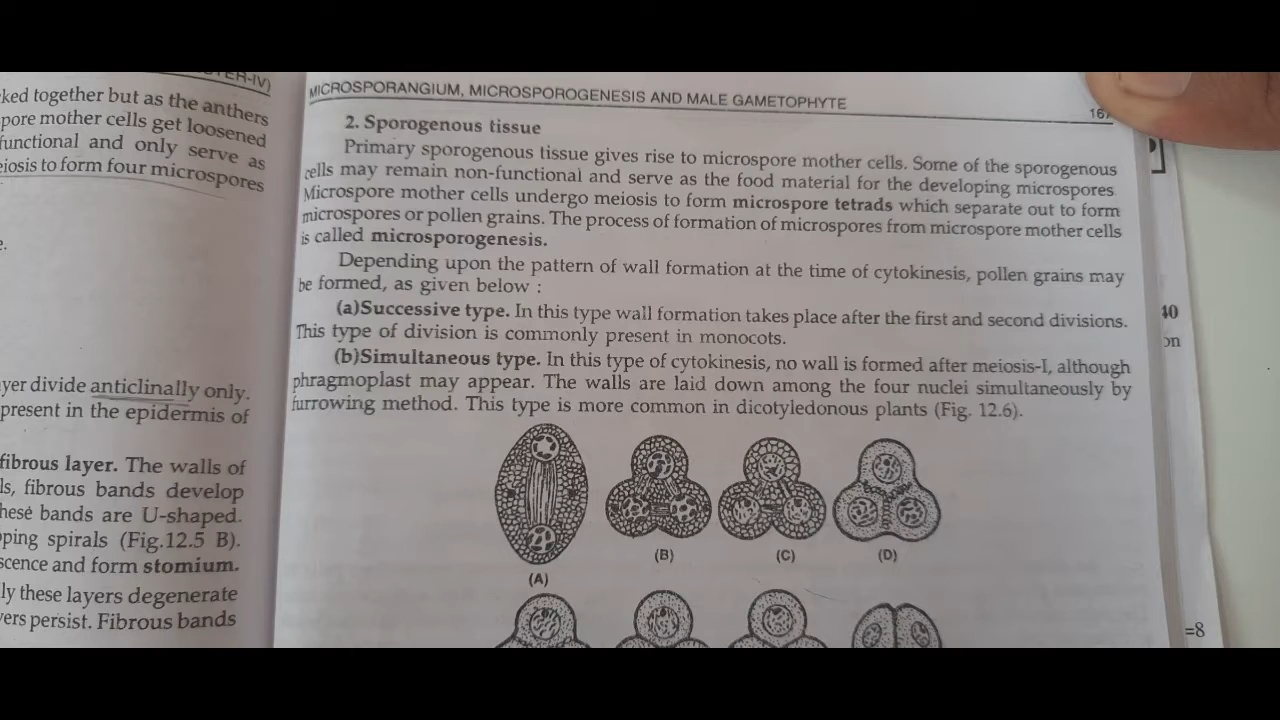 TER-IV)
ked together but as the anthers
pore mother cells get loosened
functional and only serve as
eiosis to form four microspores
e.
yer divide anticlinally only.
present in the epidermis of
fibrous layer. The walls of
ls, fibrous bands develop
hese bands are U-shaped.
pping spirals (Fig.12.5 B).
scence and form stomium.
ly these layers degenerate
yers persist. Fibrous bands
MICROSPORANGIUM, MICROSPOROGENESIS AND MALE GAMETOPHYTE
2. Sporogenous tissue
Primary sporogenous tissue gives rise to microspore mother cells. Some of the sporogenous
cells may remain non-functional and serve as the food material for the developing microspores.
Microspore mother cells undergo meiosis to form microspore tetrads which separate out to form
microspores or pollen grains. The process of formation of microspores from microspore mother cells
is called microsporogenesis.
Depending upon the pattern of wall formation at the time of cytokinesis, pollen grains may
be formed, as given below :
(a)Successive type. In this type wall formation takes place after the first and second divisions.
This type of division is commonly present in monocots.
(b)Simultaneous type. In this type of cytokinesis, no wall is formed after meiosis-I, although
phragmoplast may appear. The walls are laid down among the four nuclei simultaneously by
furrowing method. This type is more common in dicotyledonous plants (Fig. 12.6).
(A)
(B)
(C)
(D)
on
=8